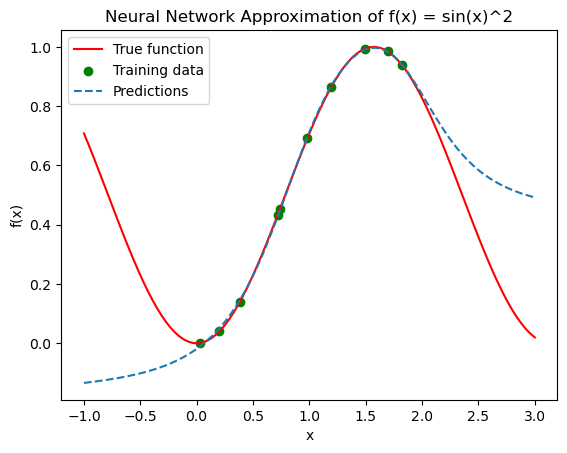 Neural Network Approximation of f(x) = sin(x)^2
True function
Training data
Predictions
f(x)
1.0
0.8
0.6
0.4
0.2
0.0
-1.0 -0.5 0.0 0.5 1.0 1.5 2.0 2.5 3.0
x